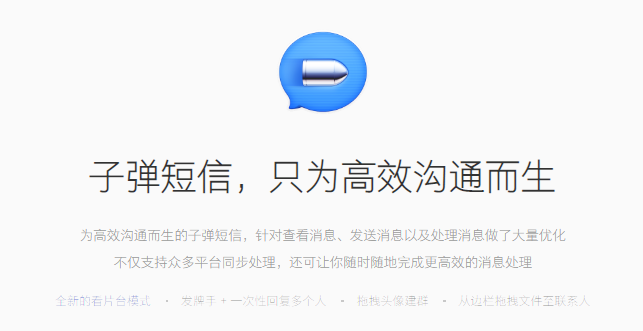 子弹短信，只为高效沟通而生
为高效沟通而生的子弹短信，针对查看消息、发送消息以及处理消息做了大量优化
不仅支持众多平台同步处理，还可让你随时随地完成更高效的消息处理
全新的看片台模式 · 发牌手 + 一次性回复多个人 · 拖拽头像建群 · 从边栏拖拽文件至联系人